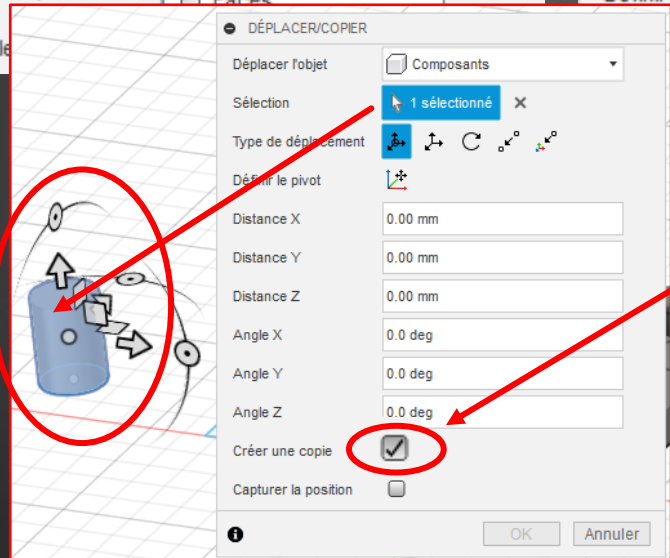 DÉPLACER/COPIER
Déplacer l'objet Composants
Sélection 1 sélectionné
Type de déplacement
Définir le pivot
Distance X 0.00 mm
Distance Y 0.00 mm
Distance Z 0.00 mm
Angle X 0.0 deg
Angle Y 0.0 deg
Angle Z 0.0 deg
Créer une copie
Capturer la position
OK Annuler